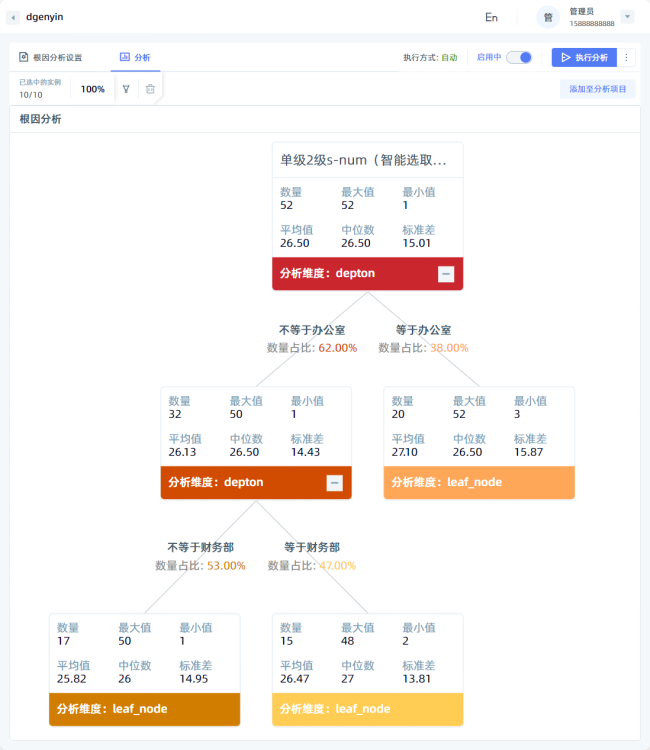 dgenyin
En
管
管理员
15888888888
根因分析设置
分析
执行方式: 自动
启用中
执行分析
已选中的实例
10/10
100%
添加至分析项目
根因分析
单级2级s-num（智能选取...
数量 最大值 最小值
52 52 1
平均值 中位数 标准差
26.50 26.50 15.01
分析维度：depton
不等于办公室 等于办公室
数量占比: 62.00% 数量占比: 38.00%
数量 最大值 最小值
32 50 1
平均值 中位数 标准差
26.13 26.50 14.43
分析维度：depton
数量 最大值 最小值
20 52 3
平均值 中位数 标准差
27.10 26.50 15.87
分析维度：leaf_node
不等于财务部 等于财务部
数量占比: 53.00% 数量占比: 47.00%
数量 最大值 最小值
17 50 1
平均值 中位数 标准差
25.82 26 14.95
分析维度：leaf_node
数量 最大值 最小值
15 48 2
平均值 中位数 标准差
26.47 27 13.81
分析维度：leaf_node